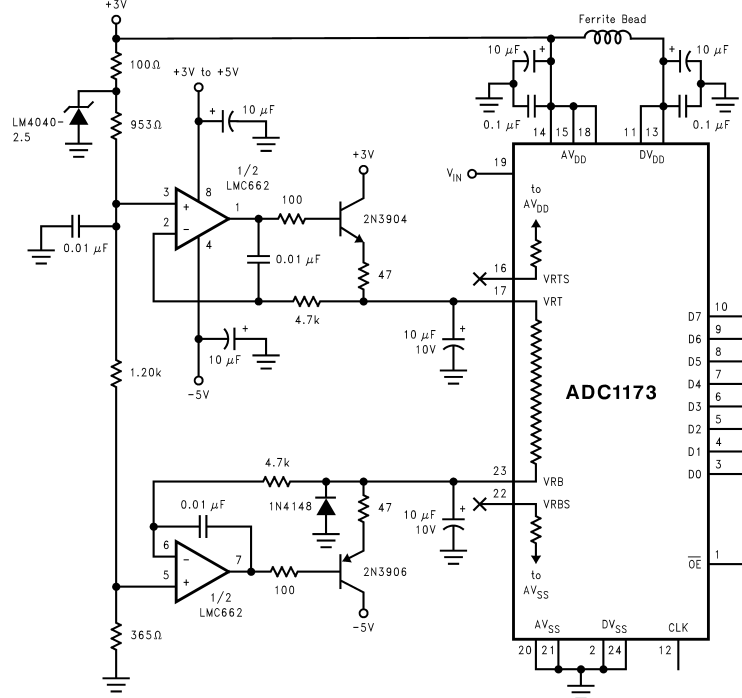 +3V
Ferrite Bead
10 µF +
+ 10 µF
100Ω
+3V to +5V
LM4040-
2.5
953Ω
+ 10 µF
0.1 µF
0.1 µF
14 15 18
11 13
AVDD
DVDD
1/2
LMC662
+3V
VIN
19
3
+
8
2
−
4
1
100
2N3904
to
AVDD
0.01 µF
0.01 µF
47
16
VRTS
17
VRT
4.7k
10 µF
+
10 µF
10V
+
−5V
1.20k
ADC1173
D7 10
D6 9
D5 8
D4 7
D3 6
D2 5
D1 4
D0 3
4.7k
23
VRB
22
VRBS
0.01 µF
1N4148
47
10 µF
10V
+
6
−
5
+
7
100
2N3906
1/2
LMC662
−5V
to
AVSS
OE 1
365Ω
AVSS
DVSS
CLK
20 21
2 24
12